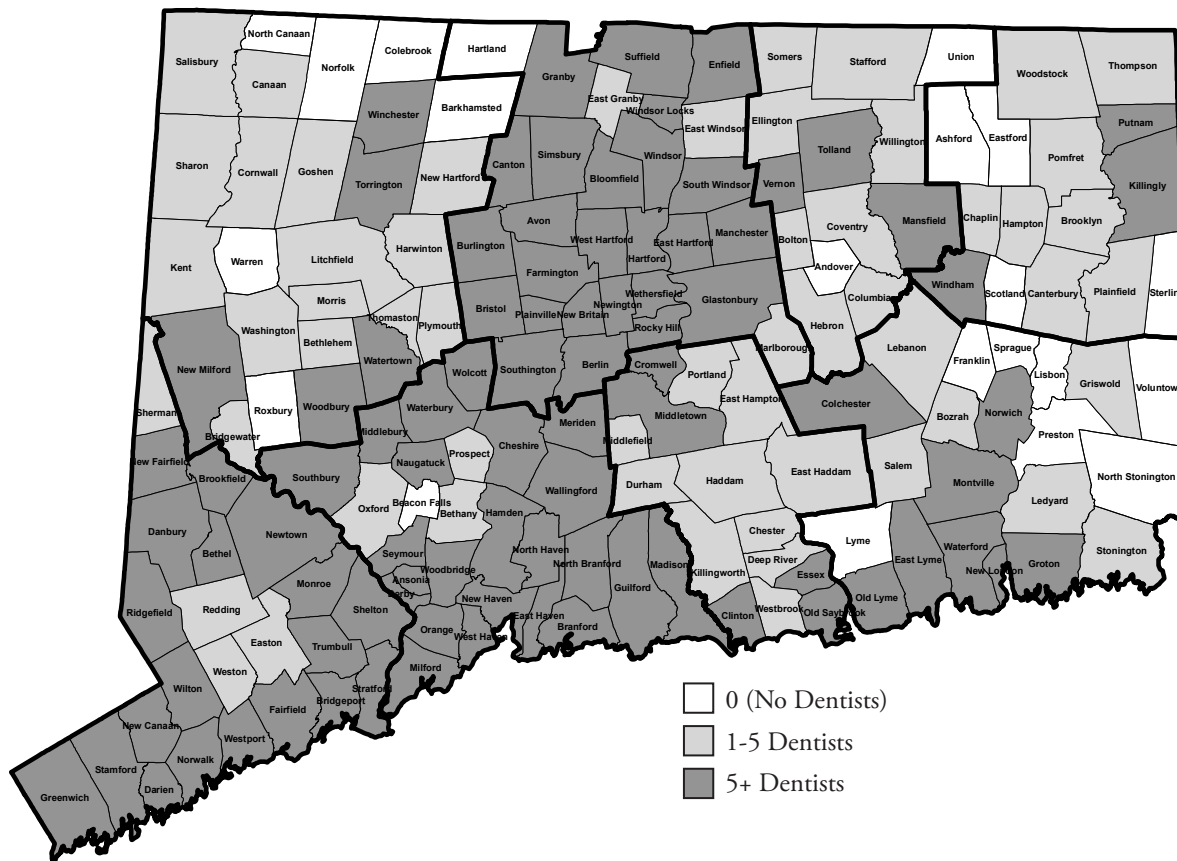 North Canaan
Colebrook
Hartland
Salisbury
Norfolk
Canaan
Granby
Suffield
Enfield
Somers
Stafford
Union
Woodstock
Thompson
Barkhamsted
Winchester
East Granby
Windsor Locks
East Windsor
Ellington
Willington
Ashford
Eastford
Putnam
Sharon
Cornwall
Goshen
Torrington
New Hartford
Canton
Simsbury
Bloomfield
Windsor
South Windsor
Vernon
Tolland
Pomfret
Killingly
Kent
Warren
Litchfield
Harwinton
Burlington
Avon
West Hartford
Hartford
East Hartford
Manchester
Bolton
Coventry
Mansfield
Chaplin
Hampton
Brooklyn
Andover
Farmington
Morris
Washington
Bethlehem
Thomaston
Plymouth
Bristol
Plainville
New Britain
Newington
Wethersfield
Rocky Hill
Glastonbury
Columbia
Hebron
Windham
Scotland
Canterbury
Plainfield
Sterlin
Marlborough
Lebanon
Franklin
Sprague
Lisbon
Griswold
Voluntow
New Milford
Watertown
Wolcott
Southington
Berlin
Cromwell
Portland
East Hampton
Colchester
Sherman
Roxbury
Woodbury
Bridgewater
Waterbury
Middlebury
Meriden
Middletown
Middlefield
Bozrah
Norwich
Preston
New Fairfield
Brookfield
Southbury
Naugatuck
Prospect
Cheshire
Wallingford
Durham
Haddam
East Haddam
Salem
Montville
Ledyard
North Stonington
Danbury
Bethel
Newtown
Oxford
Beacon Falls
Bethany
Hamden
North Haven
North Branford
Guilford
Madison
Killingworth
Chester
Deep River
Essex
Lyme
East Lyme
Waterford
New London
Groton
Stonington
Ridgefield
Redding
Monroe
Seymour
Ansonia
Woodbridge
New Haven
East Haven
Branford
Clinton
Westbrook
Old Saybrook
Old Lyme
Easton
Weston
Trumbull
Shelton
Orange
West Haven
Milford
Wilton
Fairfield
Bridgeport
Stratford
New Canaan
Westport
Norwalk
Stamford
Darien
Greenwich
0 (No Dentists)
1-5 Dentists
5+ Dentists